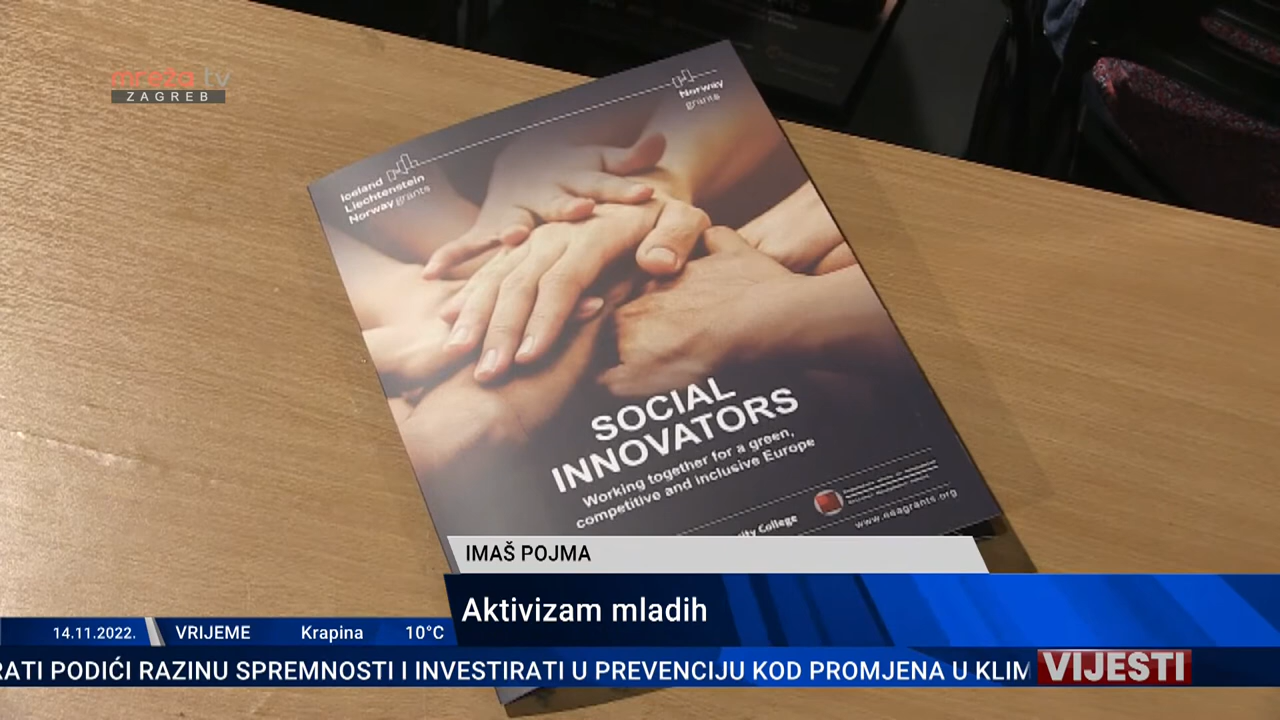 mreža tv
ZAGREB
Norway
grants
Iceland
Liechtenstein
Norway grants
SOCIAL
INNOVATORS
Working together for a green,
competitive and inclusive Europe
College
www.eeagrants.org
IMAŠ POJMA
Aktivizam mladih
14.11.2022. VRIJEME Krapina 10°C
RATI PODIĆI RAZINU SPREMNOSTI I INVESTIRATI U PREVENCIJU KOD PROMJENA U KLIM
VIJESTI